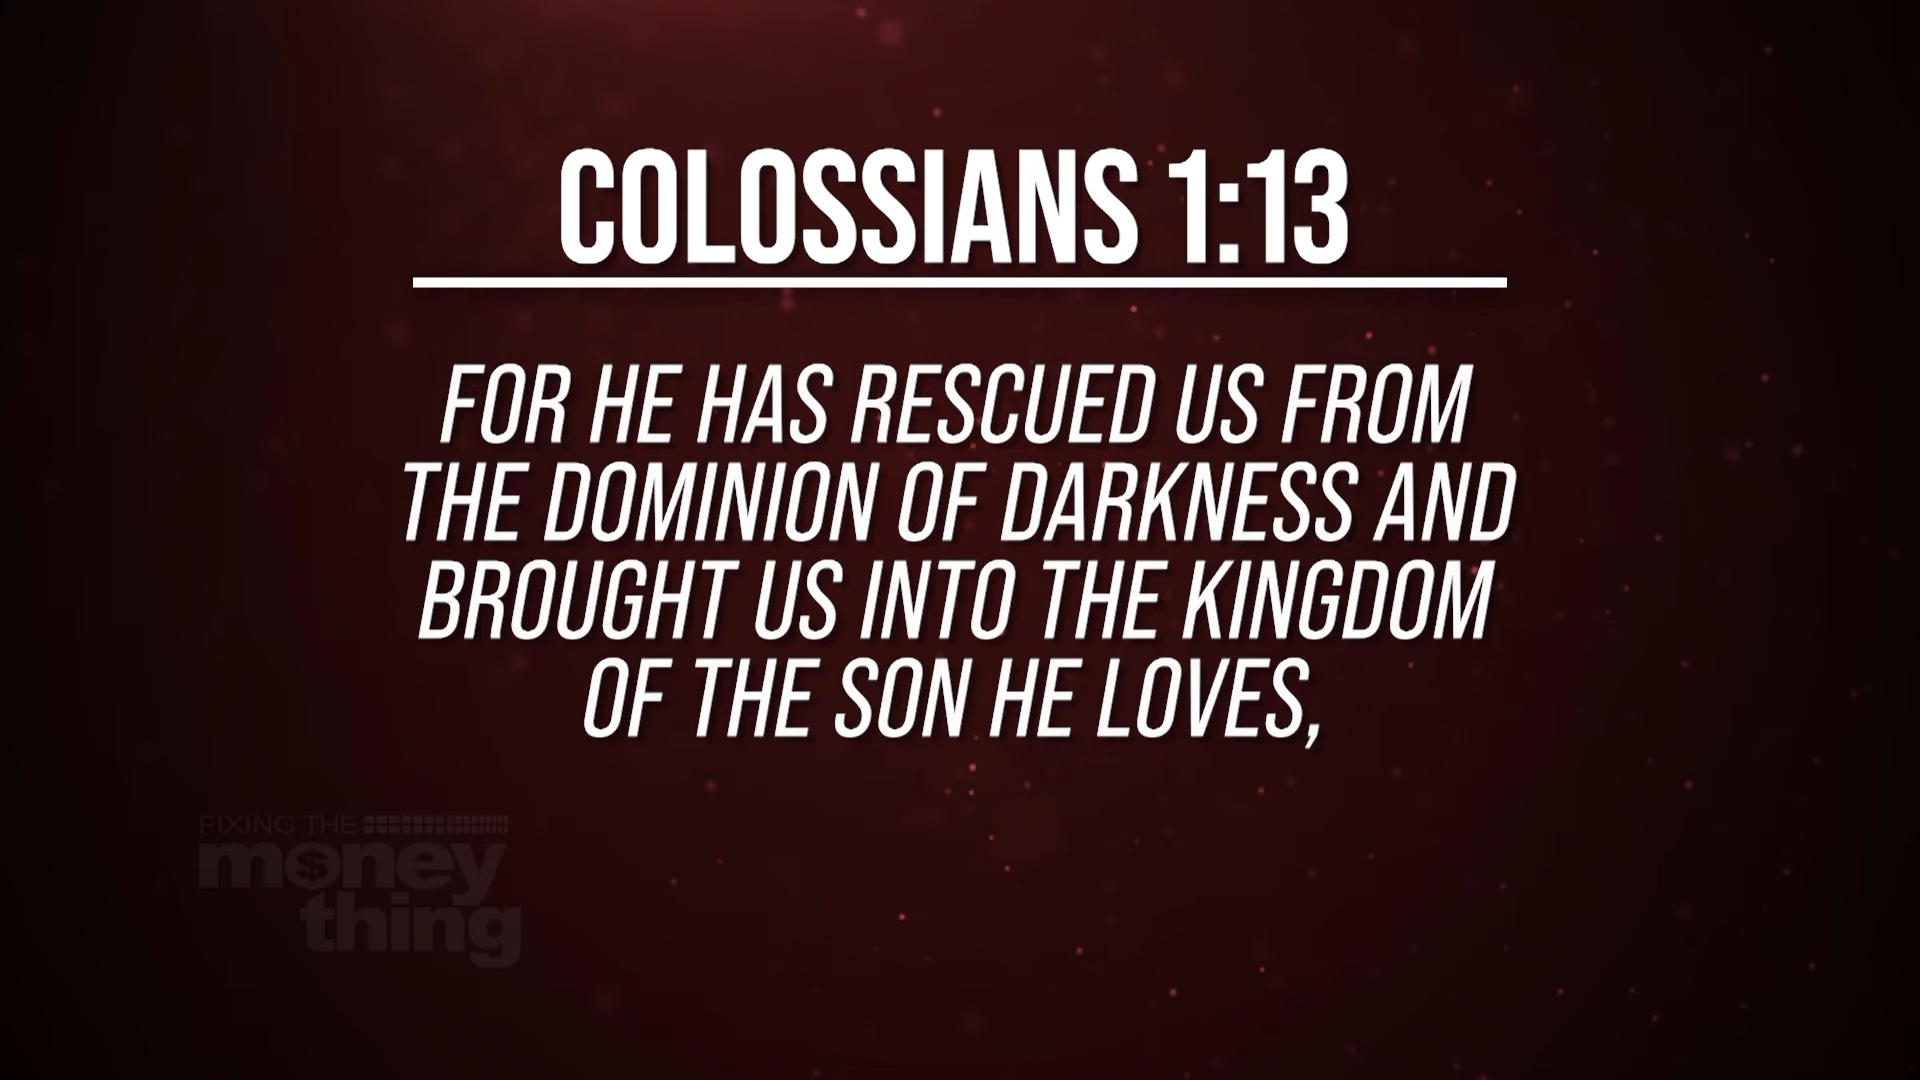 COLOSSIANS 1:13
FOR HE HAS RESCUED US FROM
THE DOMINION OF DARKNESS AND
BROUGHT US INTO THE KINGDOM
OF THE SON HE LOVES,
FIXING THE
money
thing